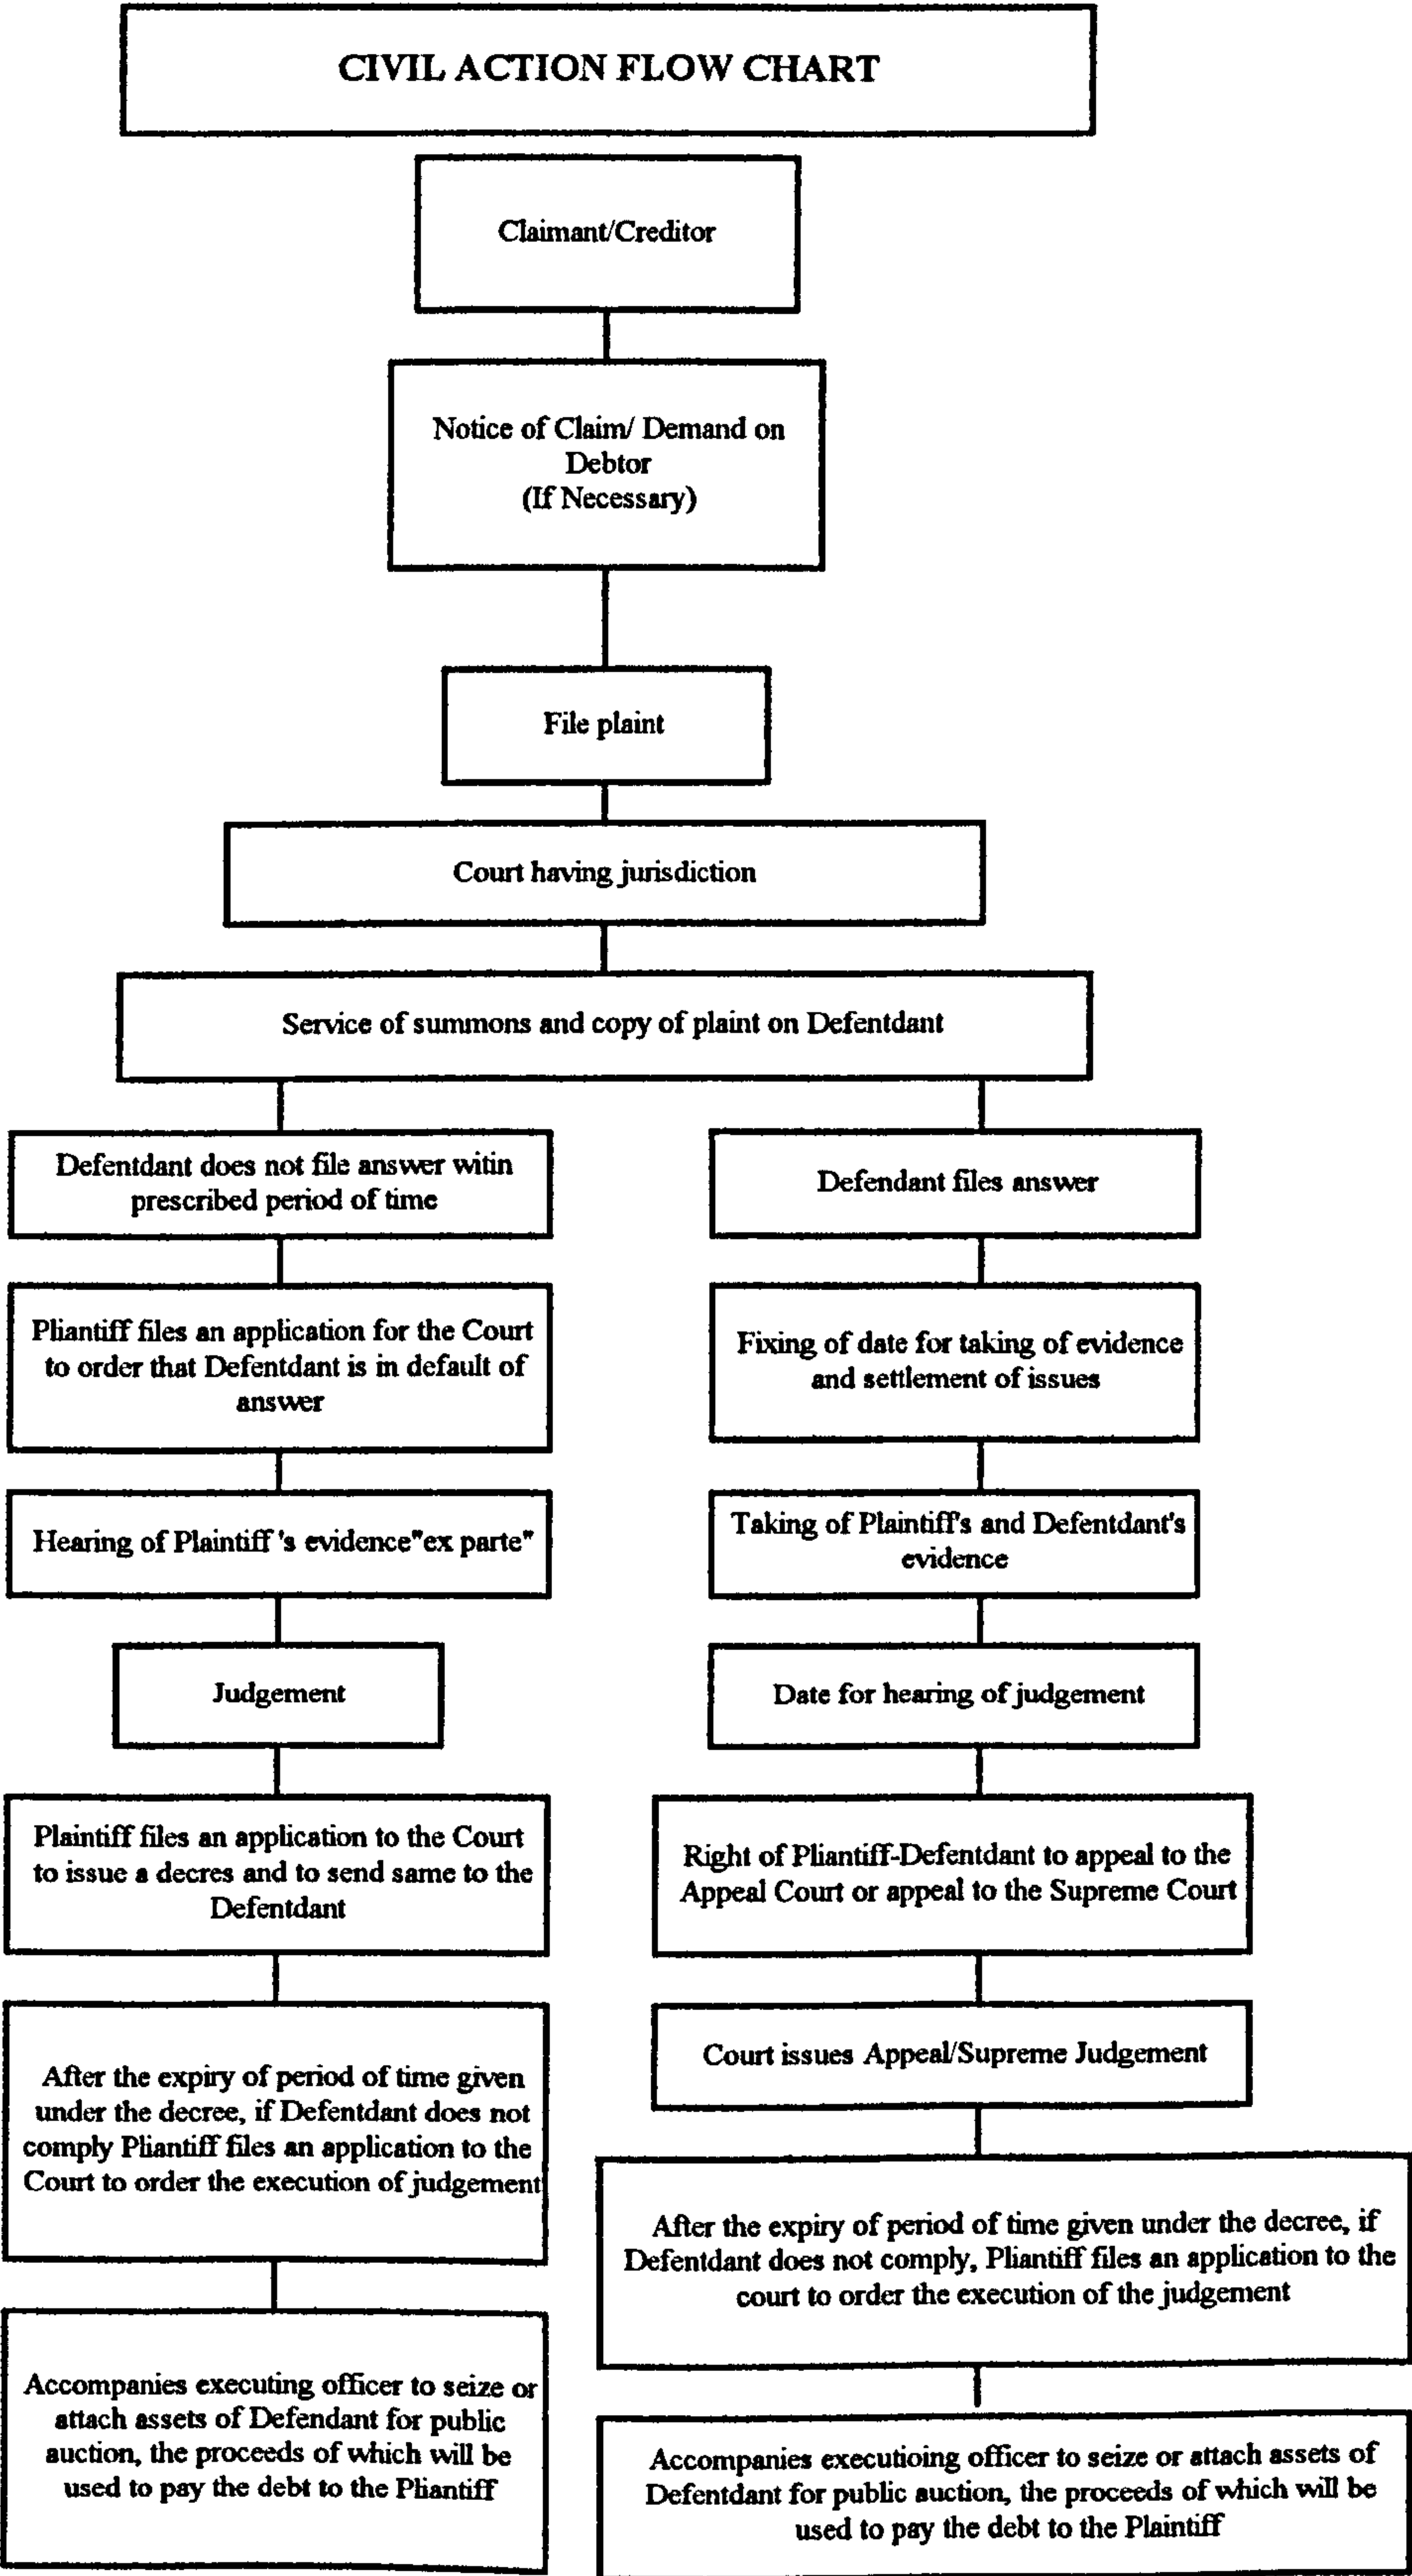 CIVIL ACTION FLOW CHART
Claimant/Creditor
Notice of Claim/ Demand on
Debtor
(If Necessary)
File plaint
Court having jurisdiction
Service of summons and copy of plaint on Defentdant
Defentdant does not file answer witin
prescribed period of time
Pliantiff files an application for the Court
to order that Defentdant is in default of
answer
Hearing of Plaintiff 's evidence"ex parte"
Judgement
Plaintiff files an application to the Court
to issue a decres and to send same to the
Defentdant
After the expiry of period of time given
under the decree, if Defentdant does not
comply Pliantiff files an application to the
Court to order the execution of judgement
Accompanies executing officer to seize or
attach assets of Defendant for public
auction, the proceeds of which will be
used to pay the debt to the Pliantiff
Defendant files answer
Fixing of date for taking of evidence
and settlement of issues
Taking of Plaintiff's and Defentdant's
evidence
Date for hearing of judgement
Right of Pliantiff-Defentdant to appeal to the
Appeal Court or appeal to the Supreme Court
Court issues Appeal/Supreme Judgement
After the expiry of period of time given under the decree, if
Defentdant does not comply, Pliantiff files an application to the
court to order the execution of the judgement
Accompanies executioing officer to seize or attach assets of
Defentdant for public auction, the proceeds of which will be
used to pay the debt to the Plaintiff